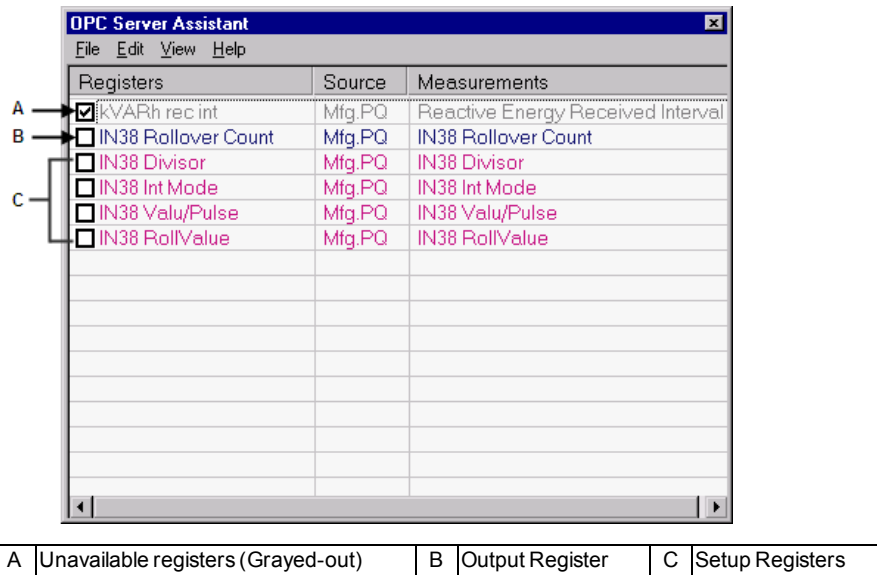 OPC Server Assistant
File Edit View Help
Registers Source Measurements
A kVARh rec int Mfg.PQ Reactive Energy Received Interval
B IN38 Rollover Count Mfg.PQ IN38 Rollover Count
IN38 Divisor Mfg.PQ IN38 Divisor
C IN38 Int Mode Mfg.PQ IN38 Int Mode
IN38 Valu/Pulse Mfg.PQ IN38 Valu/Pulse
IN38 RollValue Mfg.PQ IN38 RollValue
A Unavailable registers (Grayed-out) B Output Register C Setup Registers